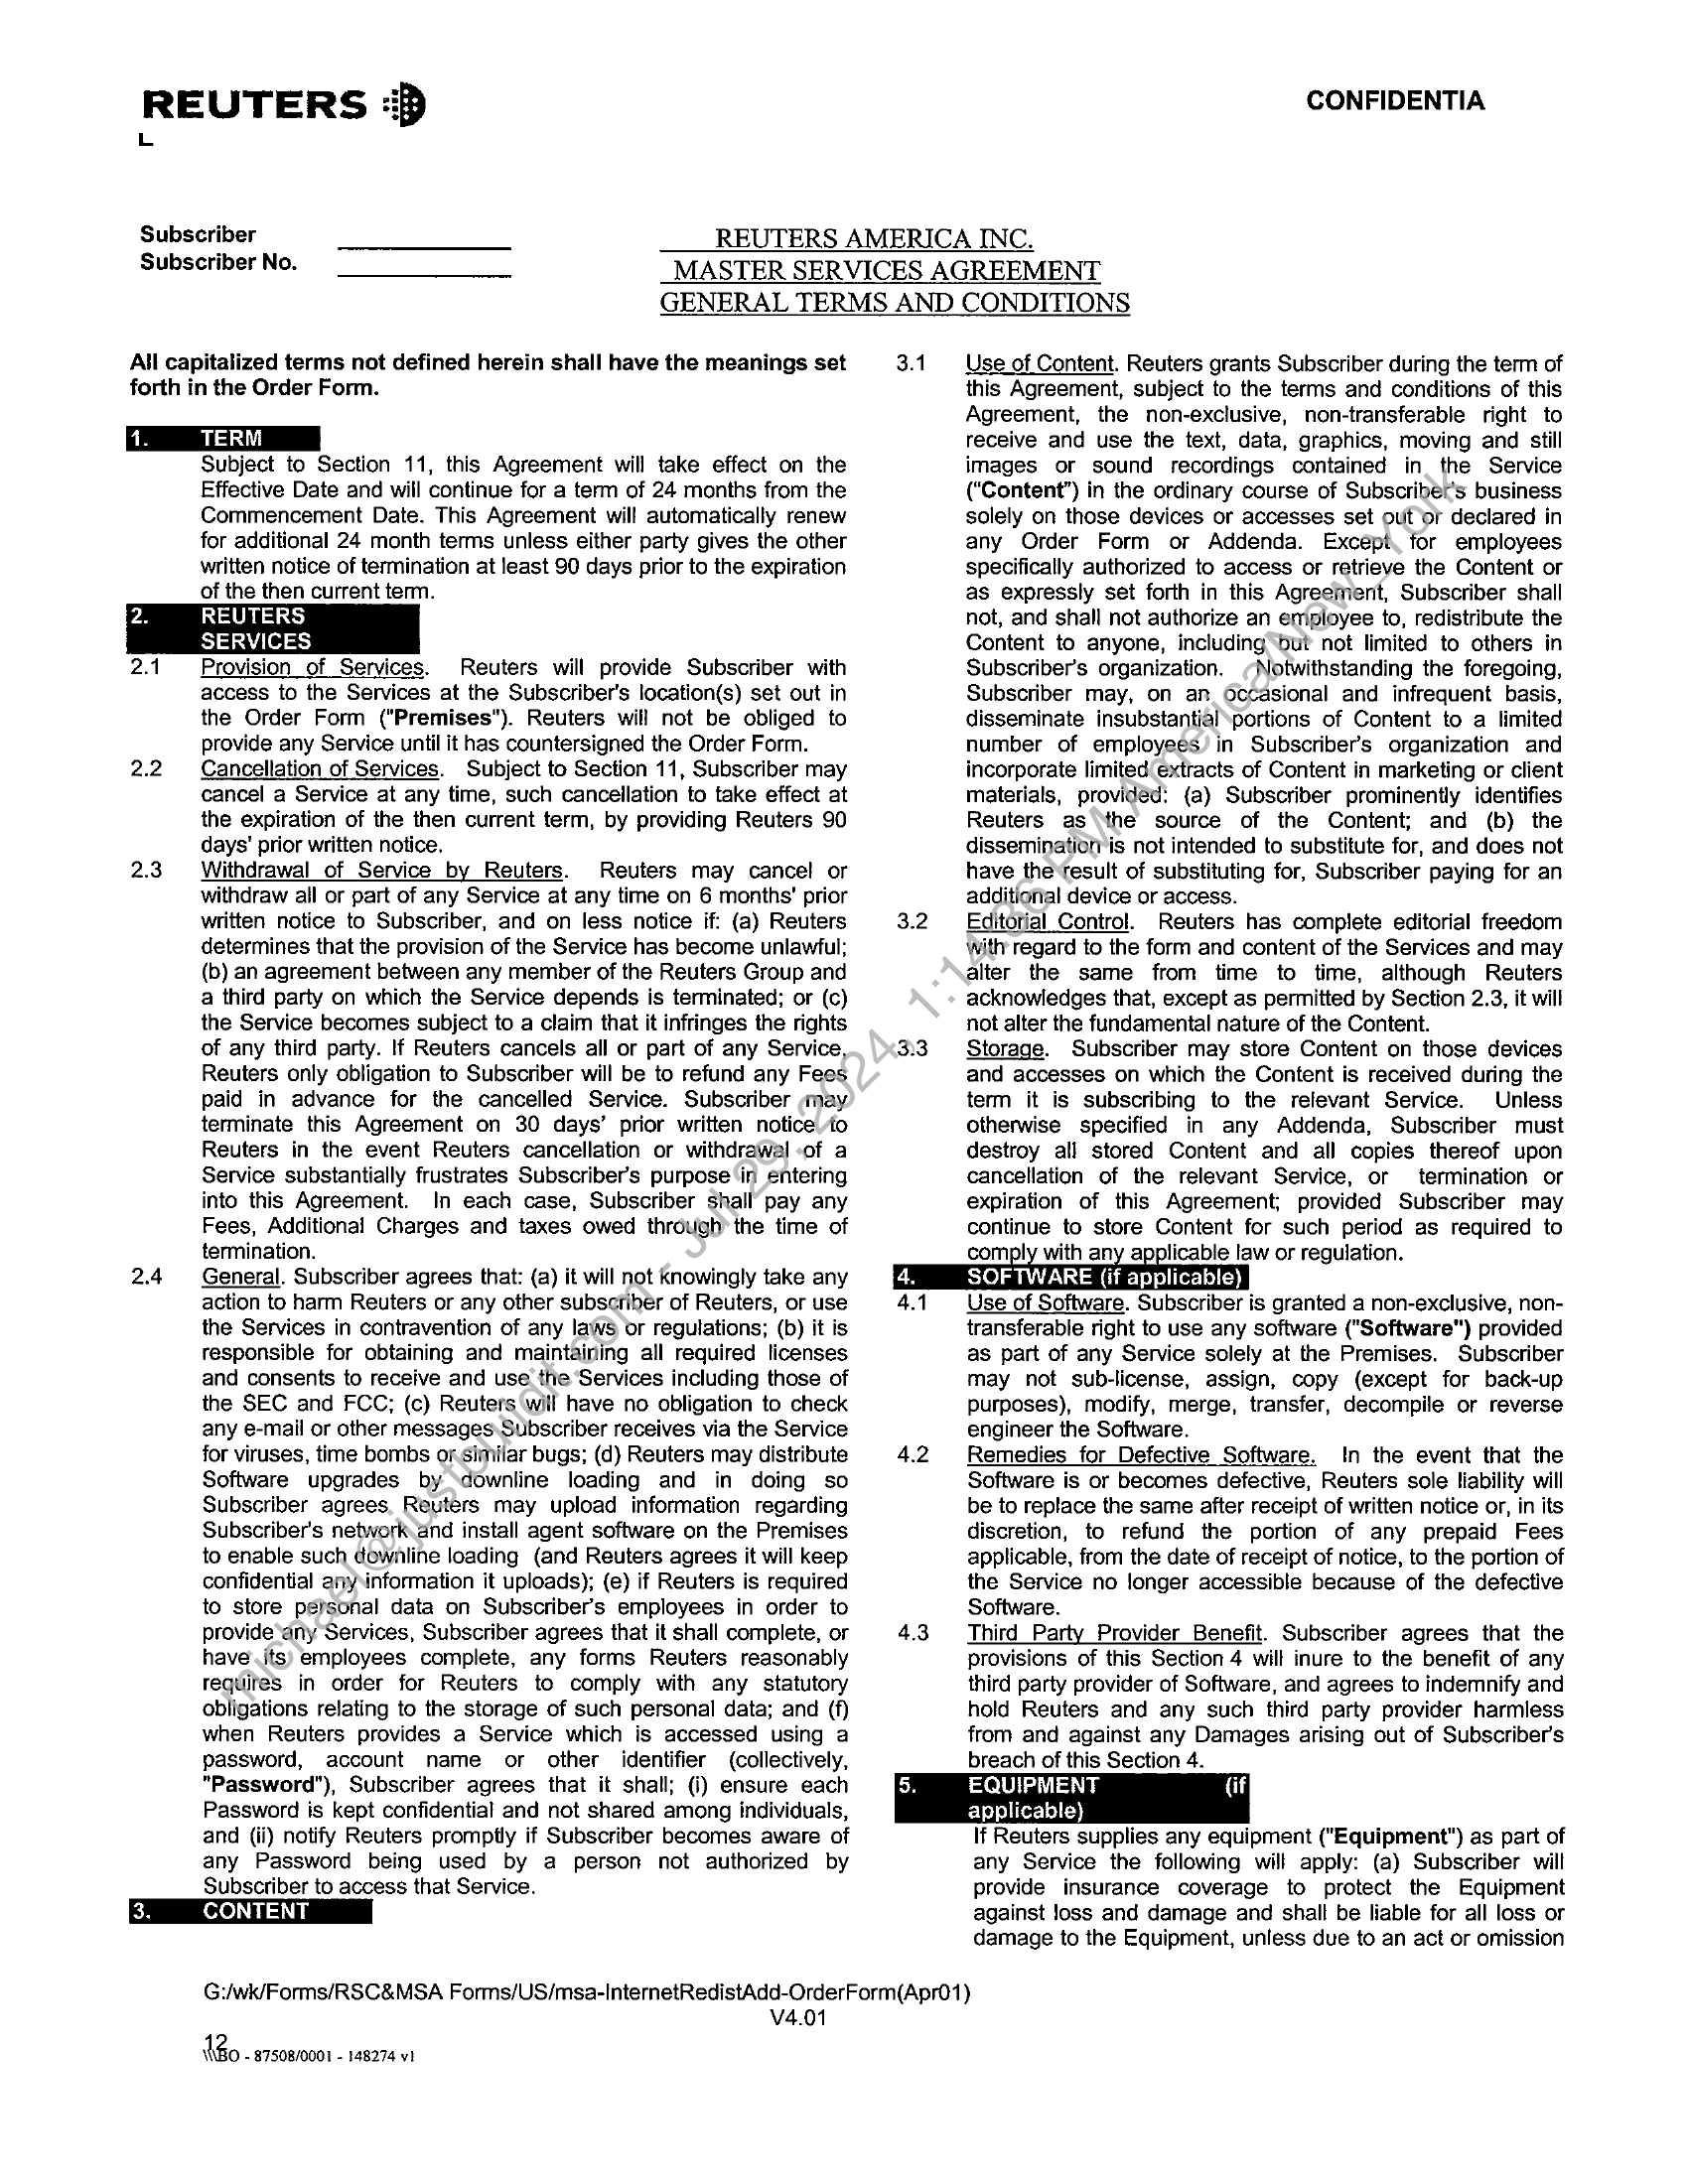 REUTERS
CONFIDENTIA
L
Subscriber
Subscriber No.
REUTERS AMERICA INC.
MASTER SERVICES AGREEMENT
GENERAL TERMS AND CONDITIONS
All capitalized terms not defined herein shall have the meanings set
forth in the Order Form.
1. TERM
Subject to Section 11, this Agreement will take effect on the
Effective Date and will continue for a term of 24 months from the
Commencement Date. This Agreement will automatically renew
for additional 24 month terms unless either party gives the other
written notice of termination at least 90 days prior to the expiration
of the then current term.
2. REUTERS
SERVICES
2.1 Provision of Services. Reuters will provide Subscriber with
access to the Services at the Subscriber's location(s) set out in
the Order Form ("Premises"). Reuters will not be obliged to
provide any Service until it has countersigned the Order Form.
2.2 Cancellation of Services. Subject to Section 11, Subscriber may
cancel a Service at any time, such cancellation to take effect at
the expiration of the then current term, by providing Reuters 90
days' prior written notice.
2.3 Withdrawal of Service by Reuters. Reuters may cancel or
withdraw all or part of any Service at any time on 6 months' prior
written notice to Subscriber, and on less notice if: (a) Reuters
determines that the provision of the Service has become unlawful;
(b) an agreement between any member of the Reuters Group and
a third party on which the Service depends is terminated; or (c)
the Service becomes subject to a claim that it infringes the rights
of any third party. If Reuters cancels all or part of any Service,
Reuters only obligation to Subscriber will be to refund any Fees
paid in advance for the cancelled Service. Subscriber may
terminate this Agreement on 30 days' prior written notice to
Reuters in the event Reuters cancellation or withdrawal of a
Service substantially frustrates Subscriber's purpose in entering
into this Agreement. In each case, Subscriber shall pay any
Fees, Additional Charges and taxes owed through the time of
termination.
2.4 General. Subscriber agrees that: (a) it will not knowingly take any
action to harm Reuters or any other subscriber of Reuters, or use
the Services in contravention of any laws or regulations; (b) it is
responsible for obtaining and maintaining all required licenses
and consents to receive and use the Services including those of
the SEC and FCC; (c) Reuters will have no obligation to check
any e-mail or other messages Subscriber receives via the Service
for viruses, time bombs or similar bugs; (d) Reuters may distribute
Software upgrades by downline loading and in doing so
Subscriber agrees Reuters may upload information regarding
Subscriber's network and install agent software on the Premises
to enable such downline loading (and Reuters agrees it will keep
confidential any information it uploads); (e) if Reuters is required
to store personal data on Subscriber's employees in order to
provide any Services, Subscriber agrees that it shall complete, or
have its employees complete, any forms Reuters reasonably
requires in order for Reuters to comply with any statutory
obligations relating to the storage of such personal data; and (f)
when Reuters provides a Service which is accessed using a
password, account name or other identifier (collectively,
"Password"), Subscriber agrees that it shall; (i) ensure each
Password is kept confidential and not shared among individuals,
and (ii) notify Reuters promptly if Subscriber becomes aware of
any Password being used by a person not authorized by
Subscriber to access that Service.
3. CONTENT
3.1 Use of Content. Reuters grants Subscriber during the term of
this Agreement, subject to the terms and conditions of this
Agreement, the non-exclusive, non-transferable right to
receive and use the text, data, graphics, moving and still
images or sound recordings contained in the Service
("Content") in the ordinary course of Subscriber's business
solely on those devices or accesses set out or declared in
any Order Form or Addenda. Except for employees
specifically authorized to access or retrieve the Content or
as expressly set forth in this Agreement, Subscriber shall
not, and shall not authorize an employee to, redistribute the
Content to anyone, including but not limited to others in
Subscriber's organization. Notwithstanding the foregoing,
Subscriber may, on an occasional and infrequent basis,
disseminate insubstantial portions of Content to a limited
number of employees in Subscriber's organization and
incorporate limited extracts of Content in marketing or client
materials, provided: (a) Subscriber prominently identifies
Reuters as the source of the Content; and (b) the
dissemination is not intended to substitute for, and does not
have the result of substituting for, Subscriber paying for an
additional device or access.
3.2 Editorial Control. Reuters has complete editorial freedom
with regard to the form and content of the Services and may
alter the same from time to time, although Reuters
acknowledges that, except as permitted by Section 2.3, it will
not alter the fundamental nature of the Content.
3.3 Storage. Subscriber may store Content on those devices
and accesses on which the Content is received during the
term it is subscribing to the relevant Service. Unless
otherwise specified in any Addenda, Subscriber must
destroy all stored Content and all copies thereof upon
cancellation of the relevant Service, or termination or
expiration of this Agreement; provided Subscriber may
continue to store Content for such period as required to
comply with any applicable law or regulation.
4. SOFTWARE (if applicable)
4.1 Use of Software. Subscriber is granted a non-exclusive, non-
transferable right to use any software ("Software") provided
as part of any Service solely at the Premises. Subscriber
may not sub-license, assign, copy (except for back-up
purposes), modify, merge, transfer, decompile or reverse
engineer the Software.
4.2 Remedies for Defective Software. In the event that the
Software is or becomes defective, Reuters sole liability will
be to replace the same after receipt of written notice or, in its
discretion, to refund the portion of any prepaid Fees
applicable, from the date of receipt of notice, to the portion of
the Service no longer accessible because of the defective
Software.
4.3 Third Party Provider Benefit. Subscriber agrees that the
provisions of this Section 4 will inure to the benefit of any
third party provider of Software, and agrees to indemnify and
hold Reuters and any such third party provider harmless
from and against any Damages arising out of Subscriber's
breach of this Section 4.
5. EQUIPMENT (if
applicable)
If Reuters supplies any equipment ("Equipment") as part of
any Service the following will apply: (a) Subscriber will
provide insurance coverage to protect the Equipment
against loss and damage and shall be liable for all loss or
damage to the Equipment, unless due to an act or omission
G:/wk/Forms/RSC&MSA Forms/US/msa-InternetRedistAdd-OrderForm(Apr01)
V4.01
12
\\\BO - 87508/0001 - 148274 v1
michael@justbuildit.com - Jul 29, 2024, 1:14:36 PM America/New_York